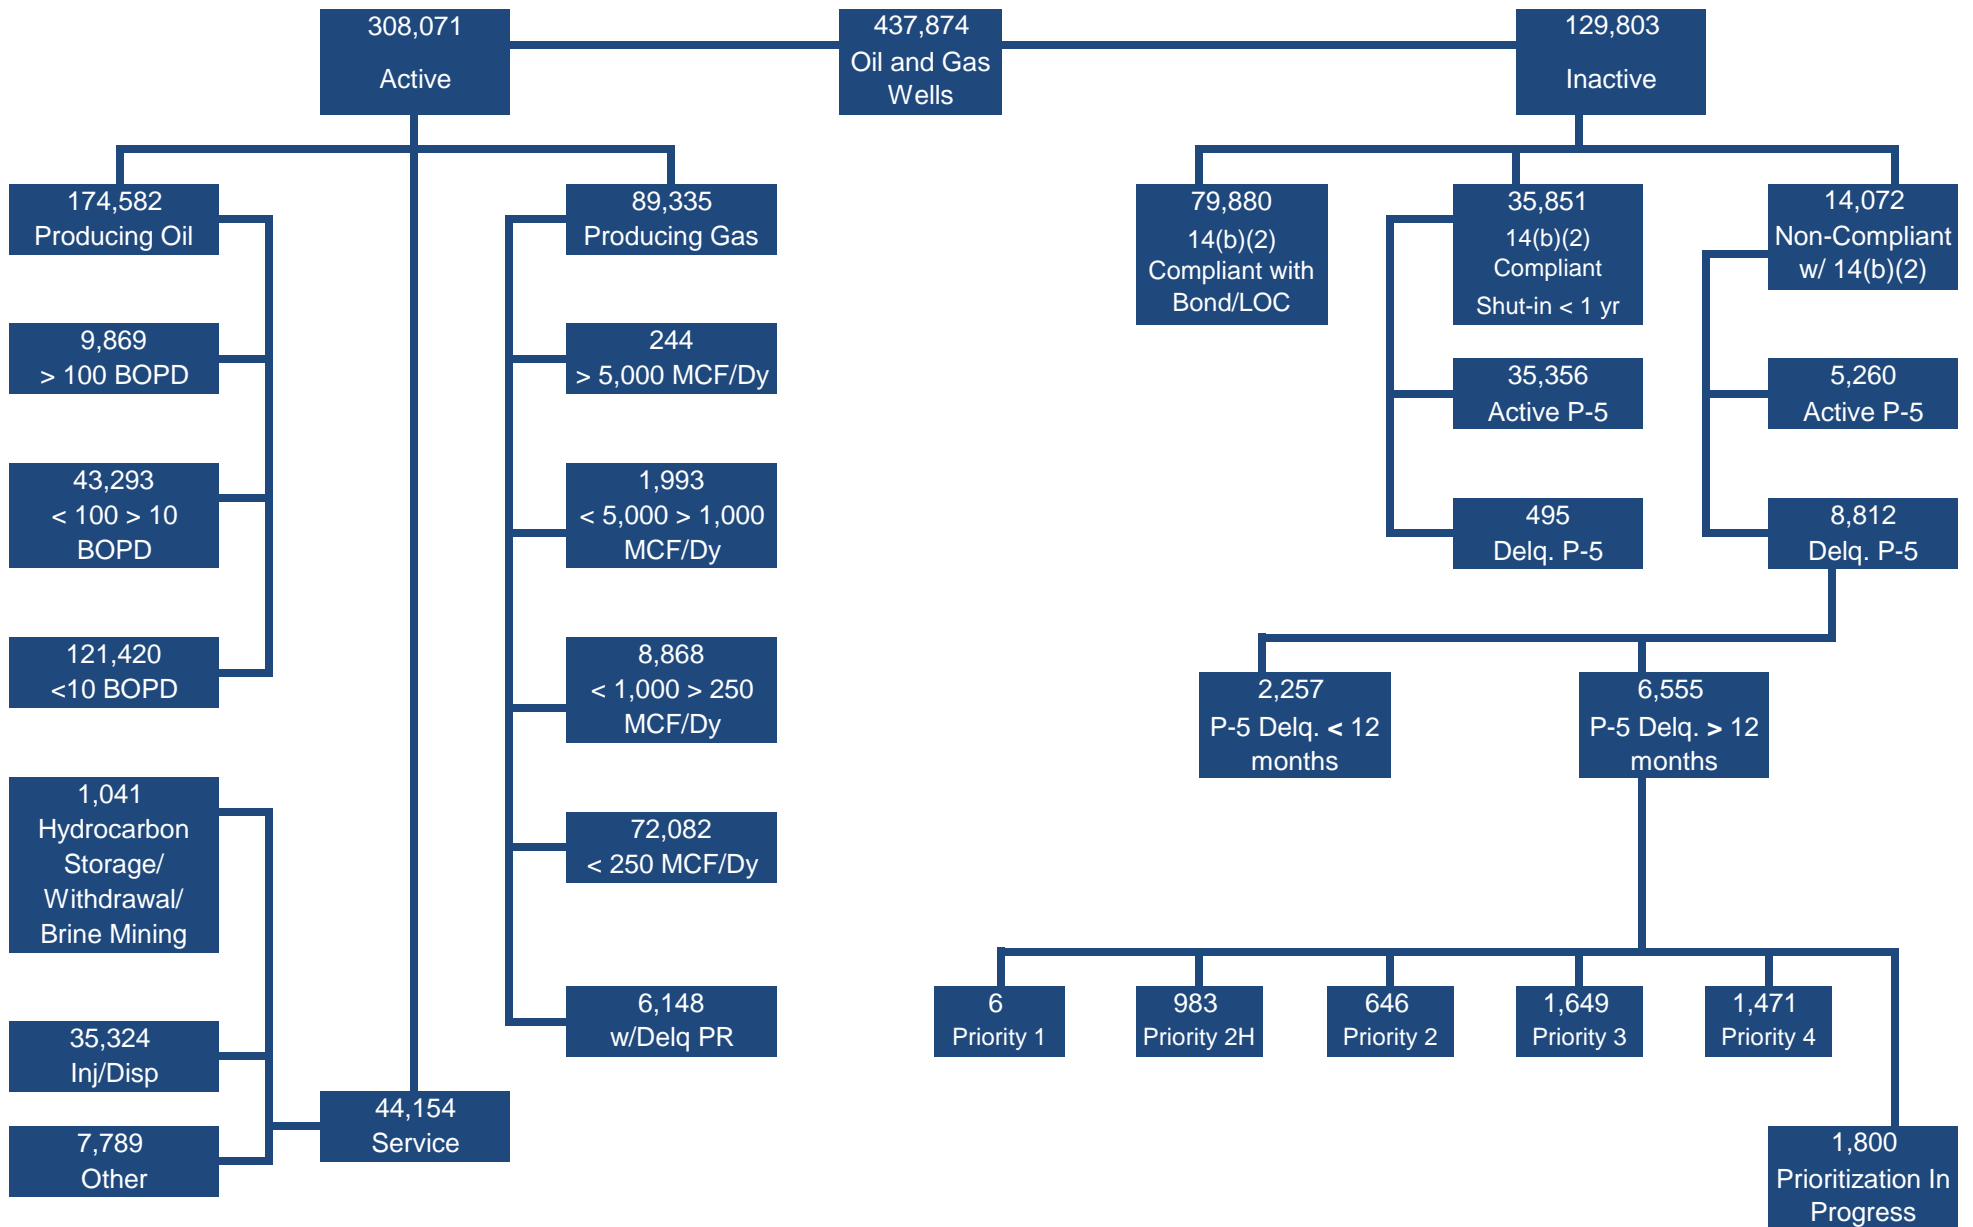 308,071
Active
437,874
Oil and Gas
Wells
129,803
Inactive
174,582
Producing Oil
9,869
> 100 BOPD
43,293
< 100 > 10
BOPD
121,420
<10 BOPD
1,041
Hydrocarbon
Storage/
Withdrawal/
Brine Mining
35,324
Inj/Disp
7,789
Other
44,154
Service
89,335
Producing Gas
244
> 5,000 MCF/Dy
1,993
< 5,000 > 1,000
MCF/Dy
8,868
< 1,000 > 250
MCF/Dy
72,082
< 250 MCF/Dy
6,148
w/Delq PR
79,880
14(b)(2)
Compliant with
Bond/LOC
35,851
14(b)(2)
Compliant
Shut-in < 1 yr
35,356
Active P-5
495
Delq. P-5
14,072
Non-Compliant
w/ 14(b)(2)
5,260
Active P-5
8,812
Delq. P-5
2,257
P-5 Delq. < 12
months
6,555
P-5 Delq. > 12
months
6
Priority 1
983
Priority 2H
646
Priority 2
1,649
Priority 3
1,471
Priority 4
1,800
Prioritization In
Progress